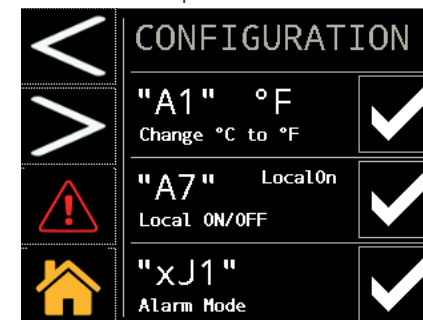 CONFIGURATION
"A1" °F
Change °C to °F
"A7" LocalOn
Local ON/OFF
"xJ1"
Alarm Mode